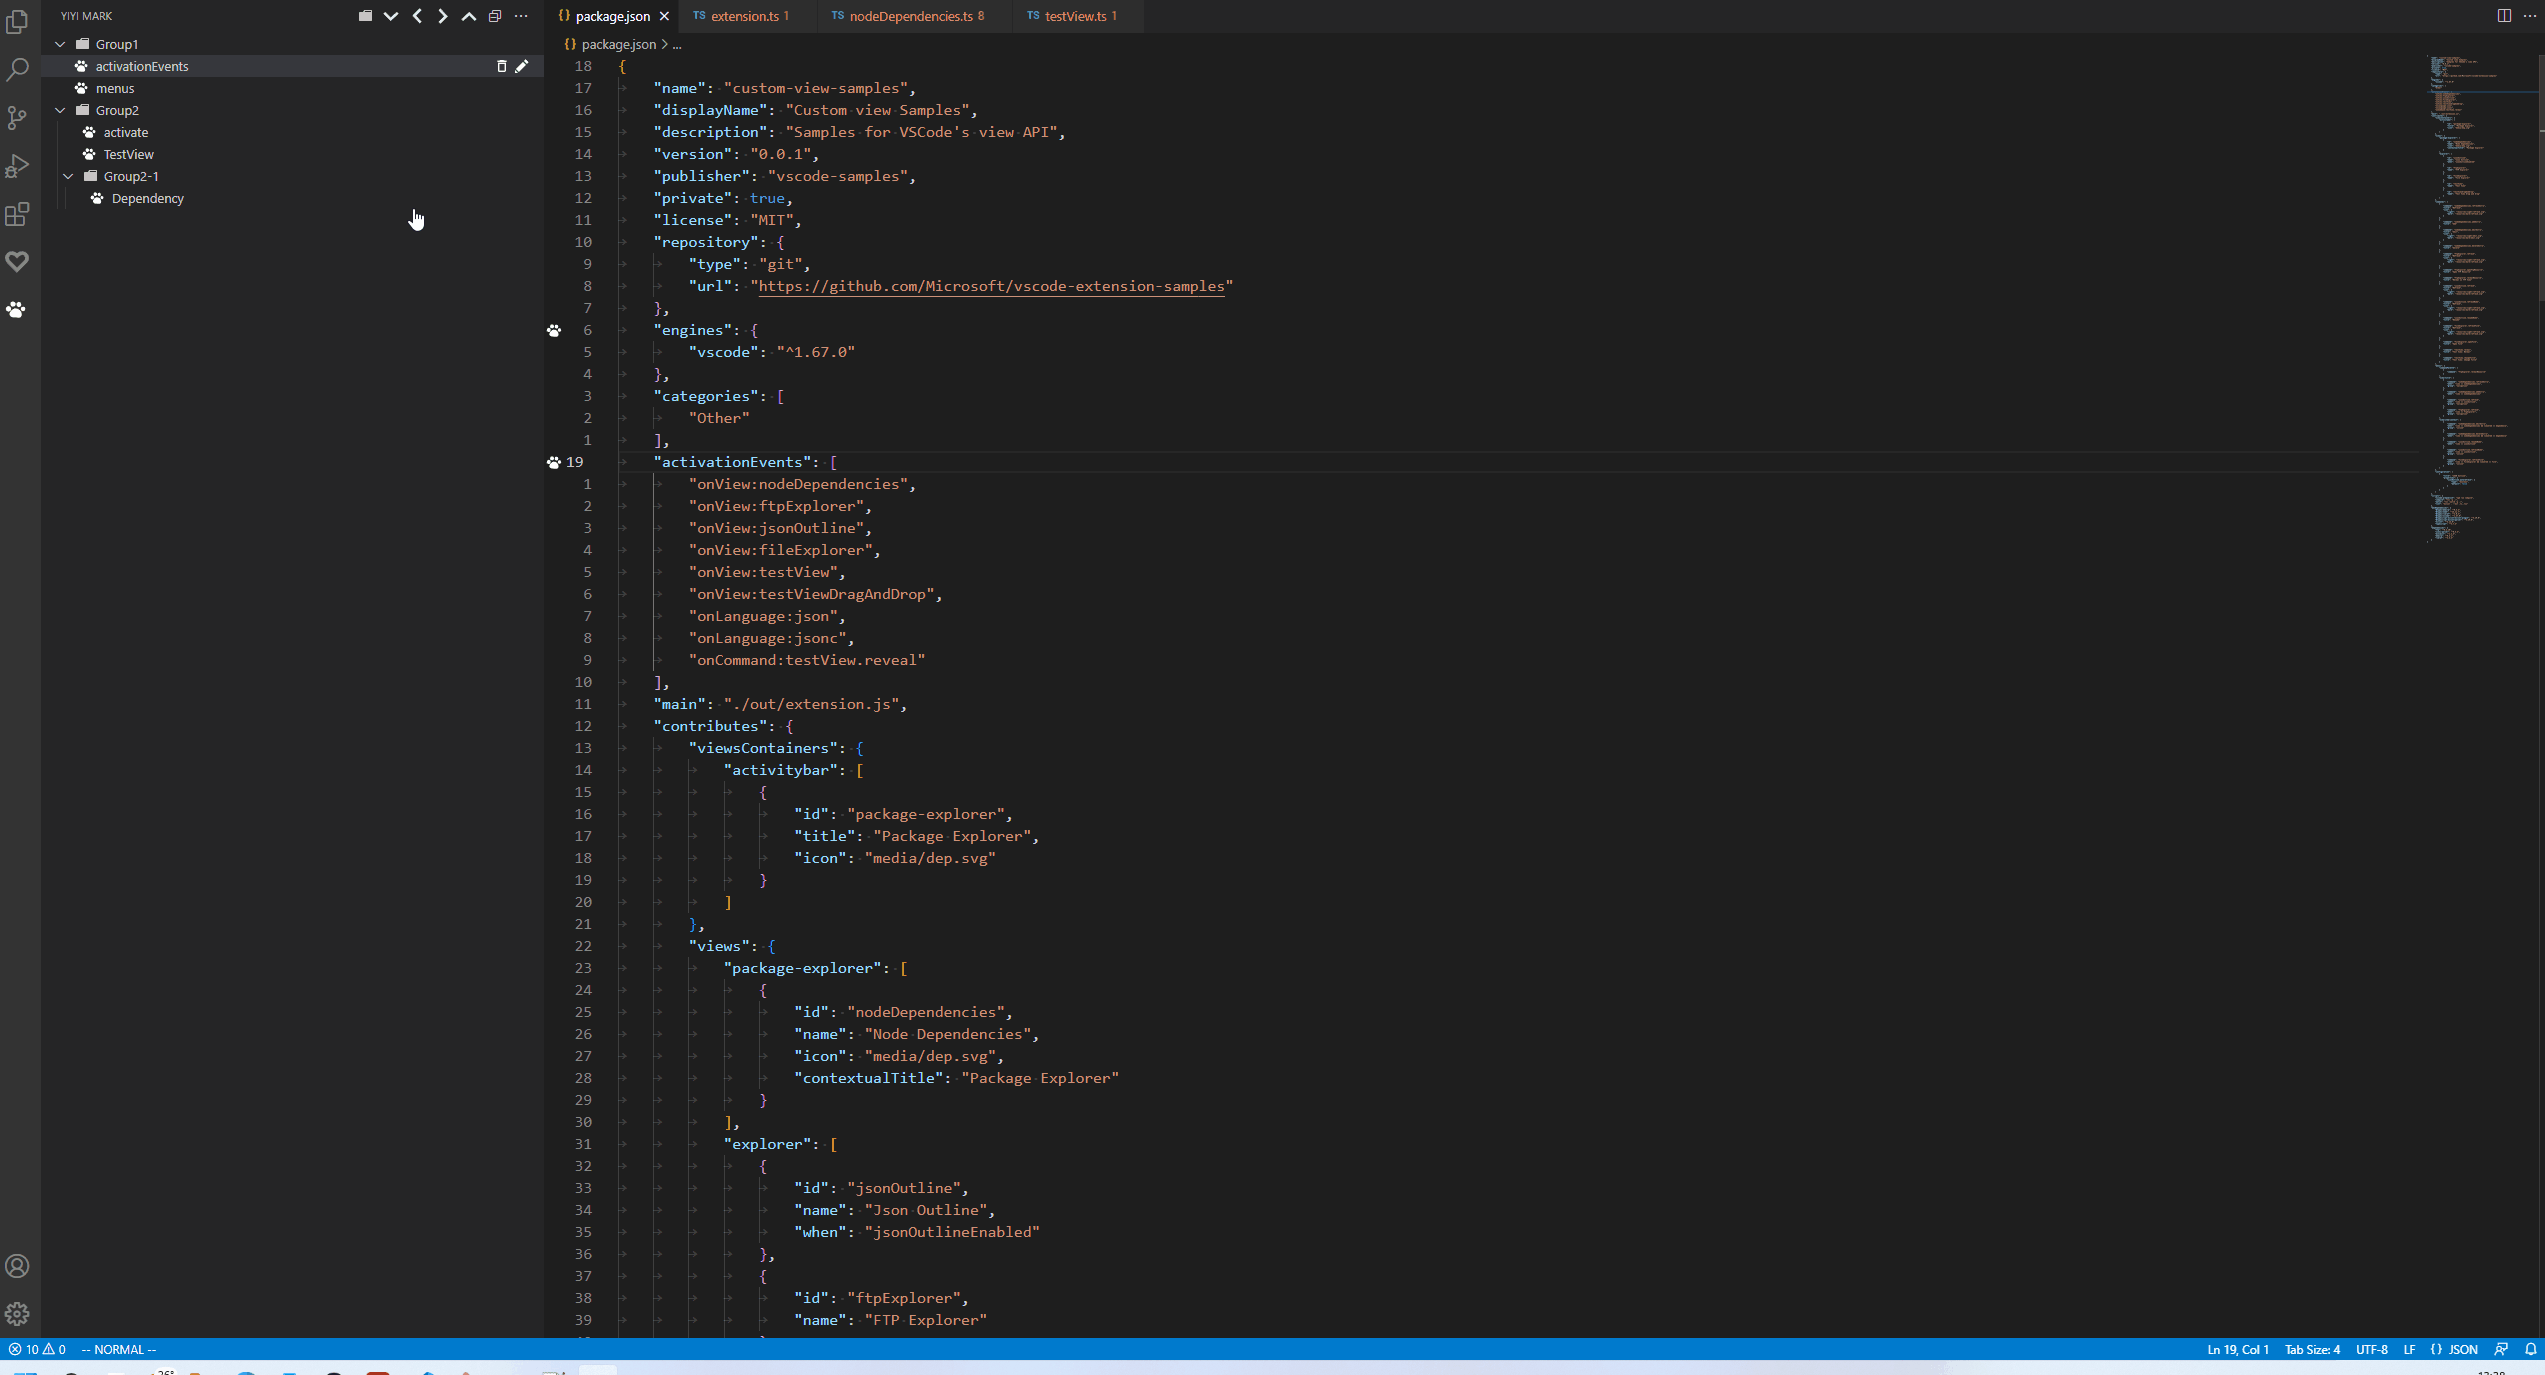 YIYI MARK
Group1
activationEvents
menus
Group2
activate
TestView
Group2-1
Dependency
{} package.json
TS extension.ts 1
TS nodeDependencies.ts 8
TS testView.ts 1
{} package.json > ...
18 {
17 "name": "custom-view-samples",
16 "displayName": "Custom view Samples",
15 "description": "Samples for VSCode's view API",
14 "version": "0.0.1",
13 "publisher": "vscode-samples",
12 "private": true,
11 "license": "MIT",
10 "repository": {
9 "type": "git",
8 "url": "https://github.com/Microsoft/vscode-extension-samples"
7 },
6 "engines": {
5 "vscode": "^1.67.0"
4 },
3 "categories": [
2 "Other"
1 ],
19 "activationEvents": [
1 "onView:nodeDependencies",
2 "onView:ftpExplorer",
3 "onView:jsonOutline",
4 "onView:fileExplorer",
5 "onView:testView",
6 "onView:testViewDragAndDrop",
7 "onLanguage:json",
8 "onLanguage:jsonc",
9 "onCommand:testView.reveal"
10 ],
11 "main": "./out/extension.js",
12 "contributes": {
13 "viewsContainers": {
14 "activitybar": [
15 {
16 "id": "package-explorer",
17 "title": "Package Explorer",
18 "icon": "media/dep.svg"
19 }
20 ]
21 },
22 "views": {
23 "package-explorer": [
24 {
25 "id": "nodeDependencies",
26 "name": "Node Dependencies",
27 "icon": "media/dep.svg",
28 "contextualTitle": "Package Explorer"
29 }
30 ],
31 "explorer": [
32 {
33 "id": "jsonOutline",
34 "name": "Json Outline",
35 "when": "jsonOutlineEnabled"
36 },
37 {
38 "id": "ftpExplorer",
39 "name": "FTP Explorer"
10 0 -- NORMAL --
Ln 19, Col 1 Tab Size: 4 UTF-8 LF {} JSON